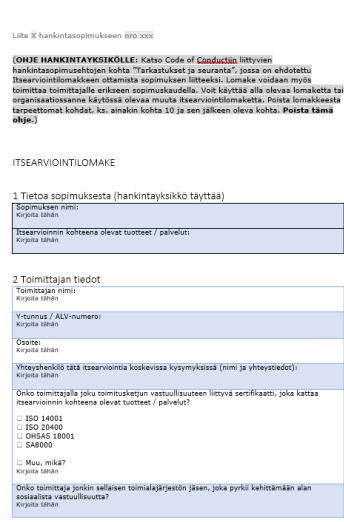 Liite X hankintasopimukseen nro xxx
(OHJE HANKINTAYKSIKÖLLE: Katso Code of Conductiin liittyvien
hankintasopimusehtojen kohta "Tarkastukset ja seuranta", jossa on ehdotettu
Itsearviointilomakkeen ottamista sopimuksen liitteeksi. Lomake voidaan myös
toimittaa toimittajalle erikseen sopimuskaudella. Voit käyttää alla olevaa lomaketta tai
organisaatiossanne käytössä olevaa muuta itsearviointilomaketta. Poista lomakkeesta
tarpeettomat kohdat, ks. ainakin kohta 10 ja sen jälkeen oleva kohta. Poista tämä
ohje.)
ITSEARVIOINTILOMAKE
1 Tietoa sopimuksesta (hankintayksikkö täyttää)
Sopimuksen nimi:
Kirjoita tähän
Itsearvioinnin kohteena olevat tuotteet / palvelut:
Kirjoita tähän
2 Toimittajan tiedot
Toimittajan nimi:
Kirjoita tähän
Y-tunnus / ALV-numero:
Kirjoita tähän
Osoite:
Kirjoita tähän
Yhteyshenkilö tätä itsearviointia koskevissa kysymyksissä (nimi ja yhteystiedot):
Kirjoita tähän
Onko toimittajalla joku toimitusketjun vastuullisuuteen liittyvä sertifikaatti, joka kattaa
itsearvioinnin kohteena olevat tuotteet / palvelut?
☐ ISO 14001
☐ ISO 20400
☐ OHSAS 18001
☐ SA8000
☐ Muu, mikä?
Kirjoita tähän
Onko toimittaja jonkin sellaisen toimialajärjestön jäsen, joka pyrkii kehittämään alan
sosiaalista vastuullisuutta?
Kirjoita tähän